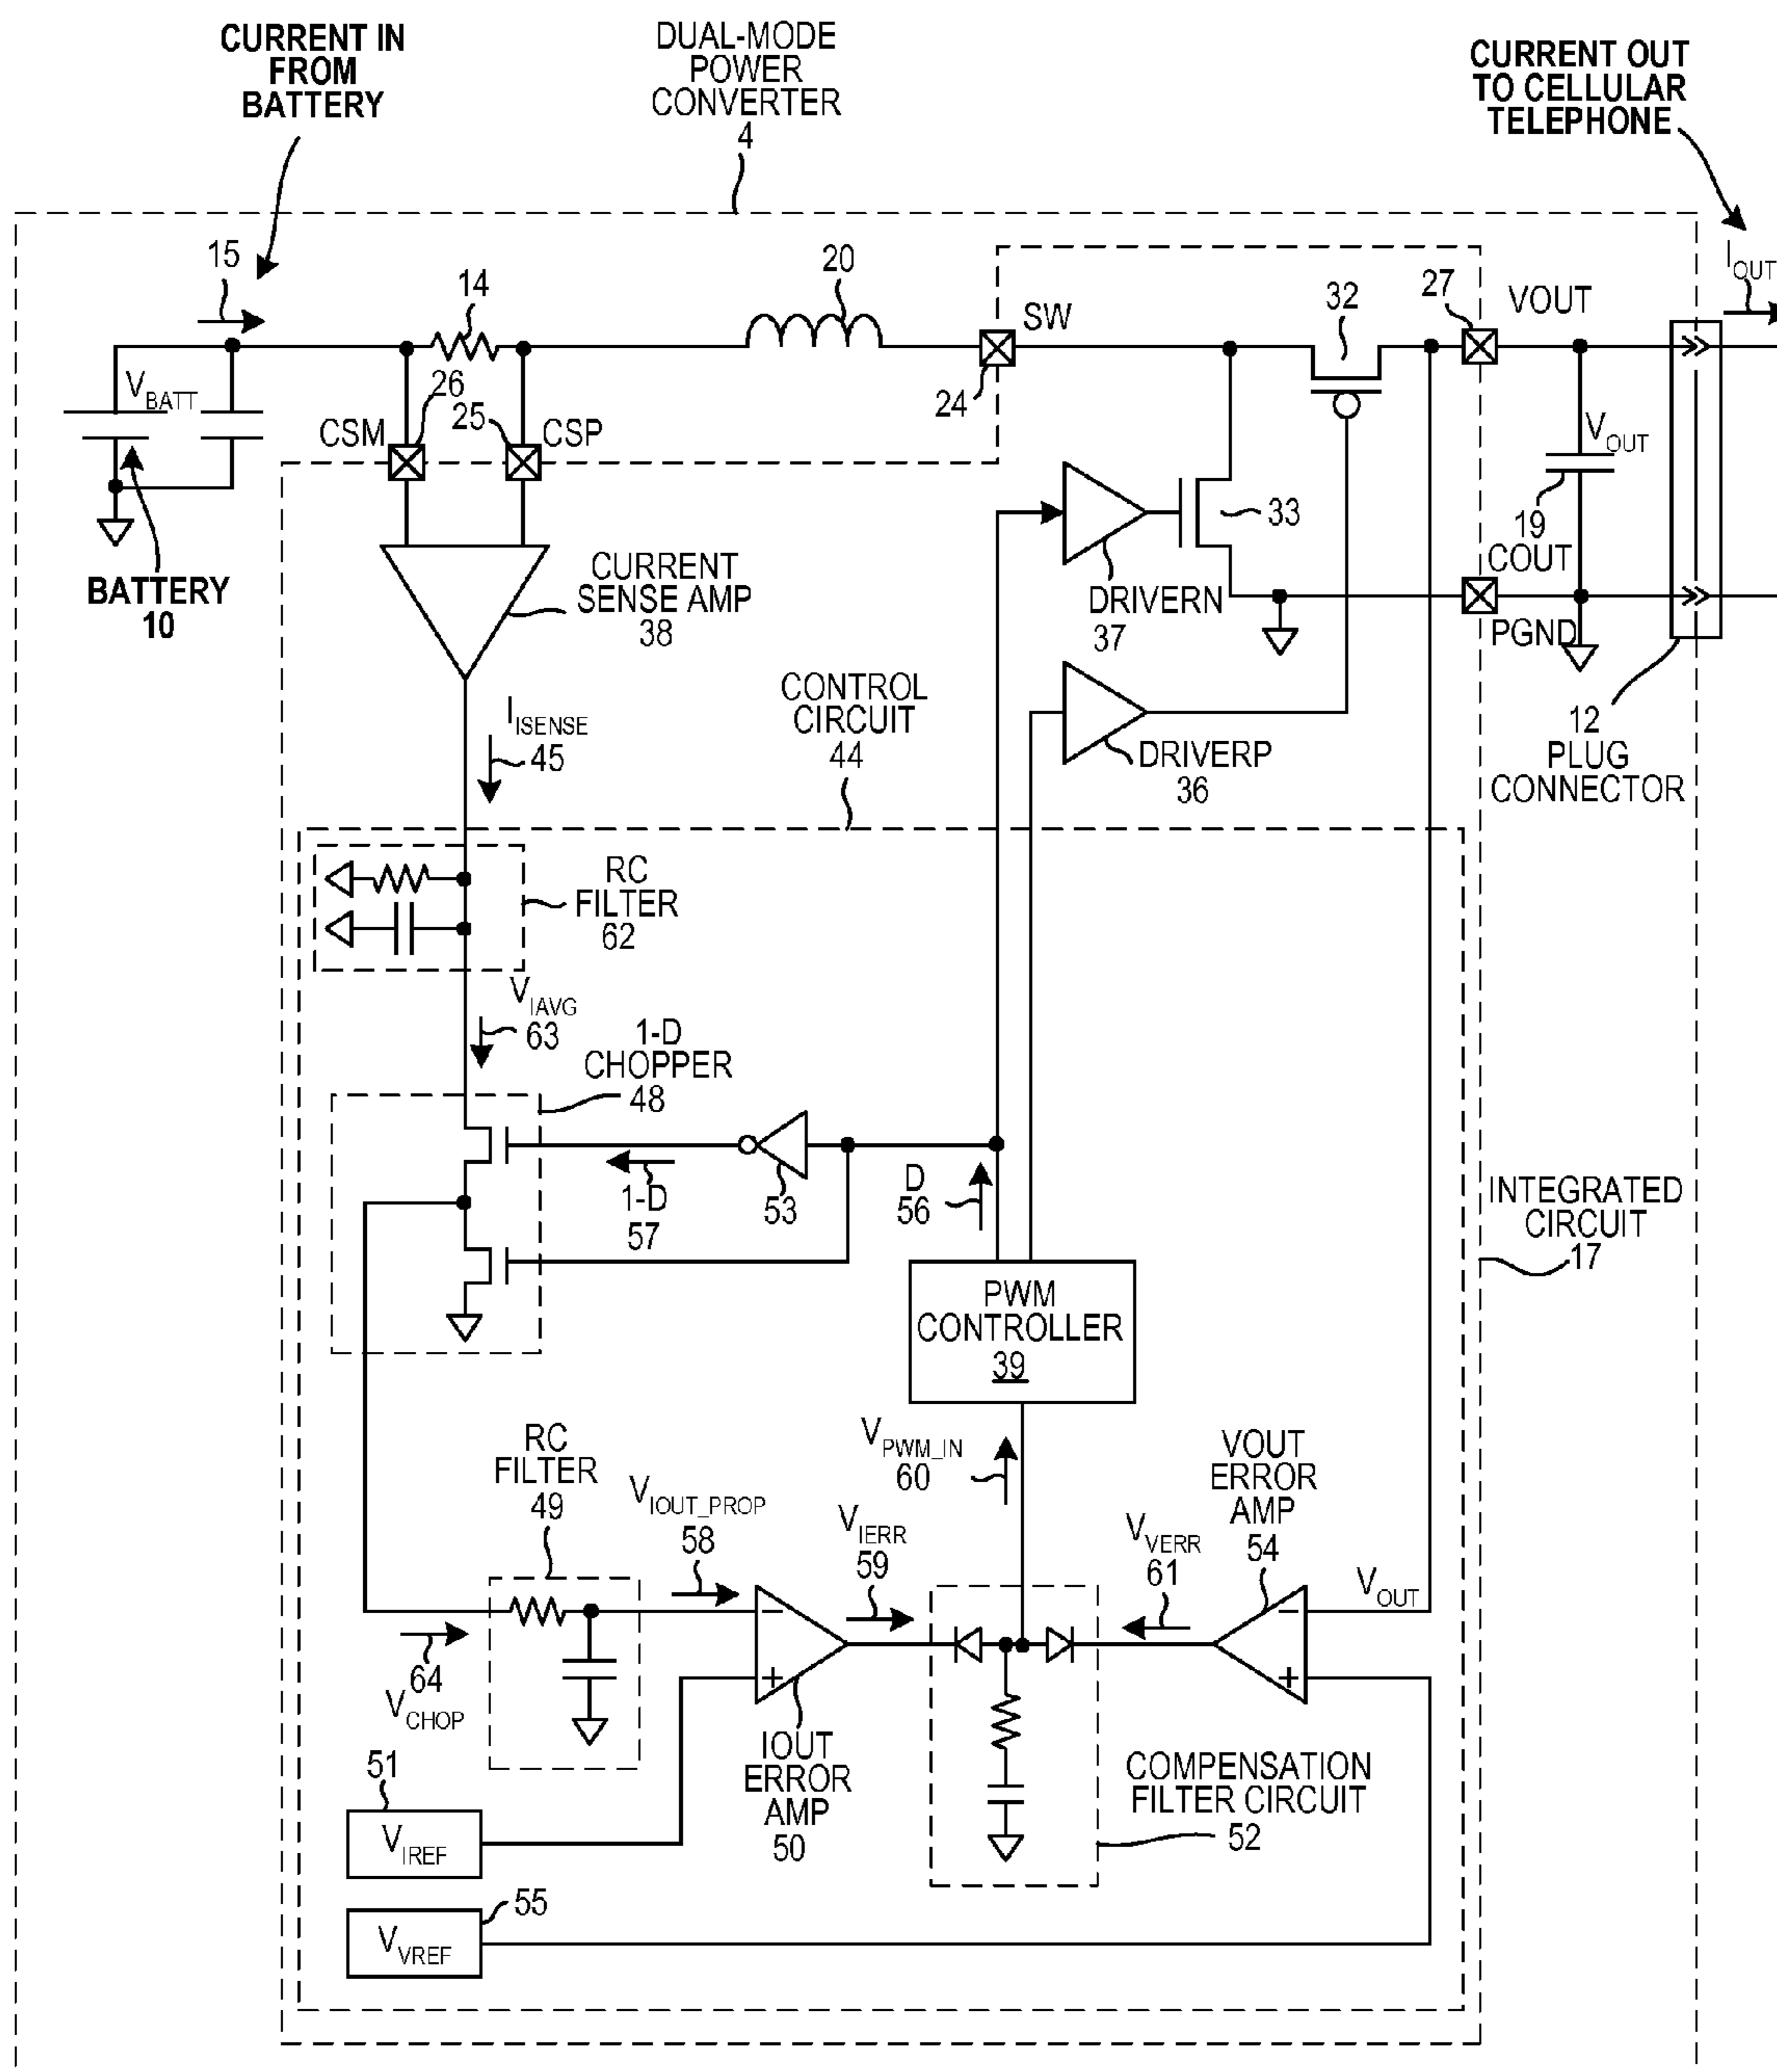 CURRENT IN
FROM
BATTERY
DUAL-MODE
POWER
CONVERTER
4
CURRENT OUT
TO CELLULAR
TELEPHONE
15
14
20
SW
24
32
27
VOUT
IOUT
VBATT
CSM
26
25
CSP
BATTERY
10
CURRENT
SENSE AMP
38
33
DRIVERN
37
VOUT
19
COUT
PGND
12
PLUG
CONNECTOR
CONTROL
CIRCUIT
44
DRIVERP
36
IISENSE
45
RC
FILTER
62
VIAVG
63
1-D
CHOPPER
48
1-D
57
53
D
56
INTEGRATED
CIRCUIT
17
PWM
CONTROLLER
39
RC
FILTER
49
VIOUT_PROP
58
VIERR
59
VPWM_IN
60
VVERR
61
VOUT
ERROR
AMP
54
VOUT
−
+
−
+
64
VCHOP
IOUT
ERROR
AMP
50
COMPENSATION
FILTER CIRCUIT
52
51
VIREF
55
VVREF